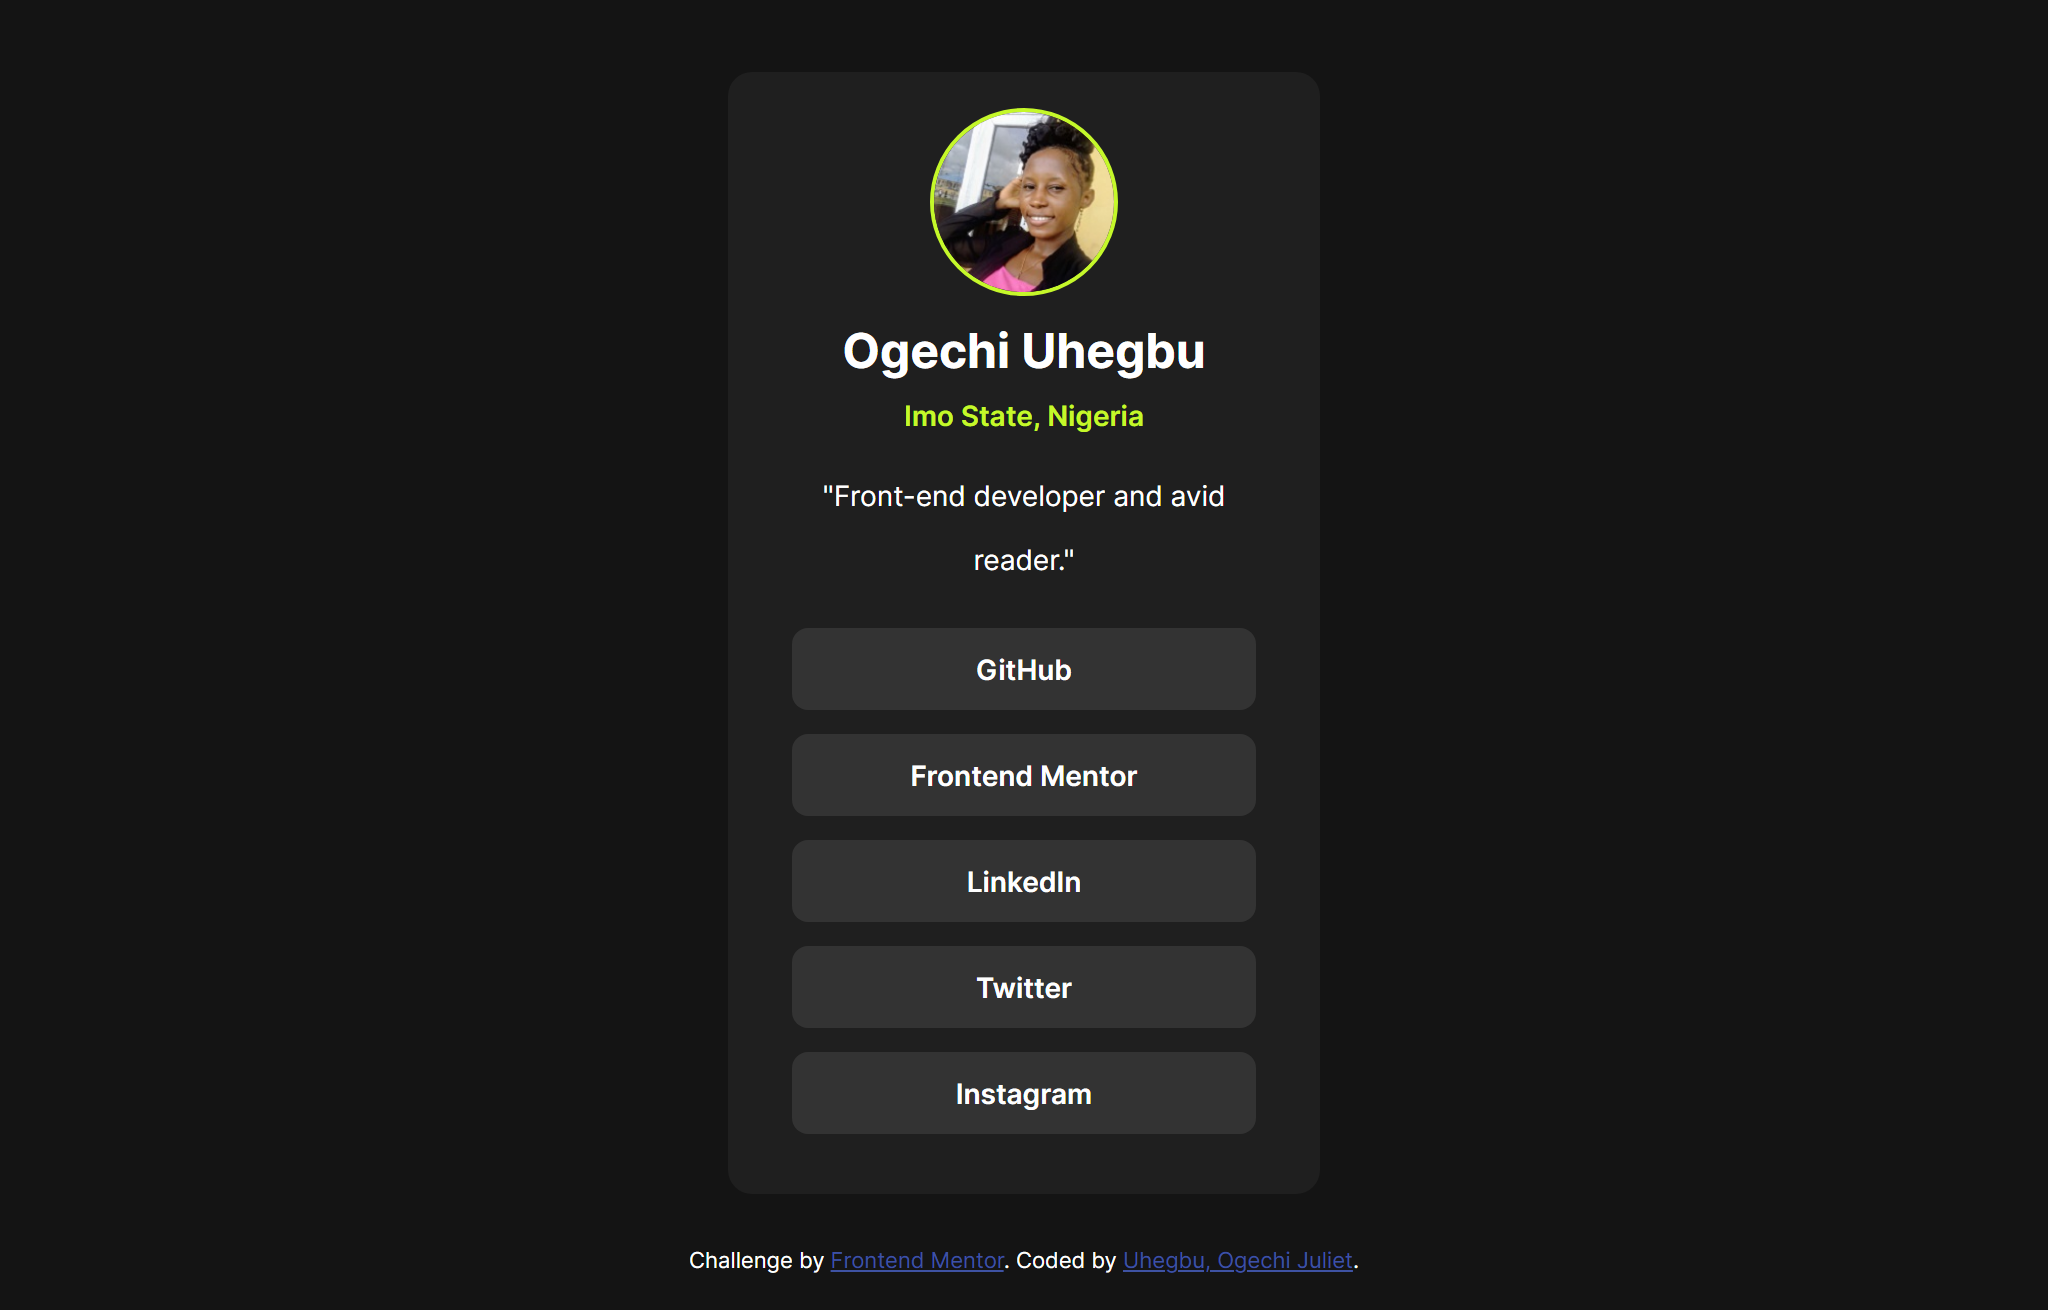 Ogechi Uhegbu
Imo State, Nigeria
"Front-end developer and avid
reader."
GitHub
Frontend Mentor
LinkedIn
Twitter
Instagram
Challenge by Frontend Mentor. Coded by Uhegbu, Ogechi Juliet.